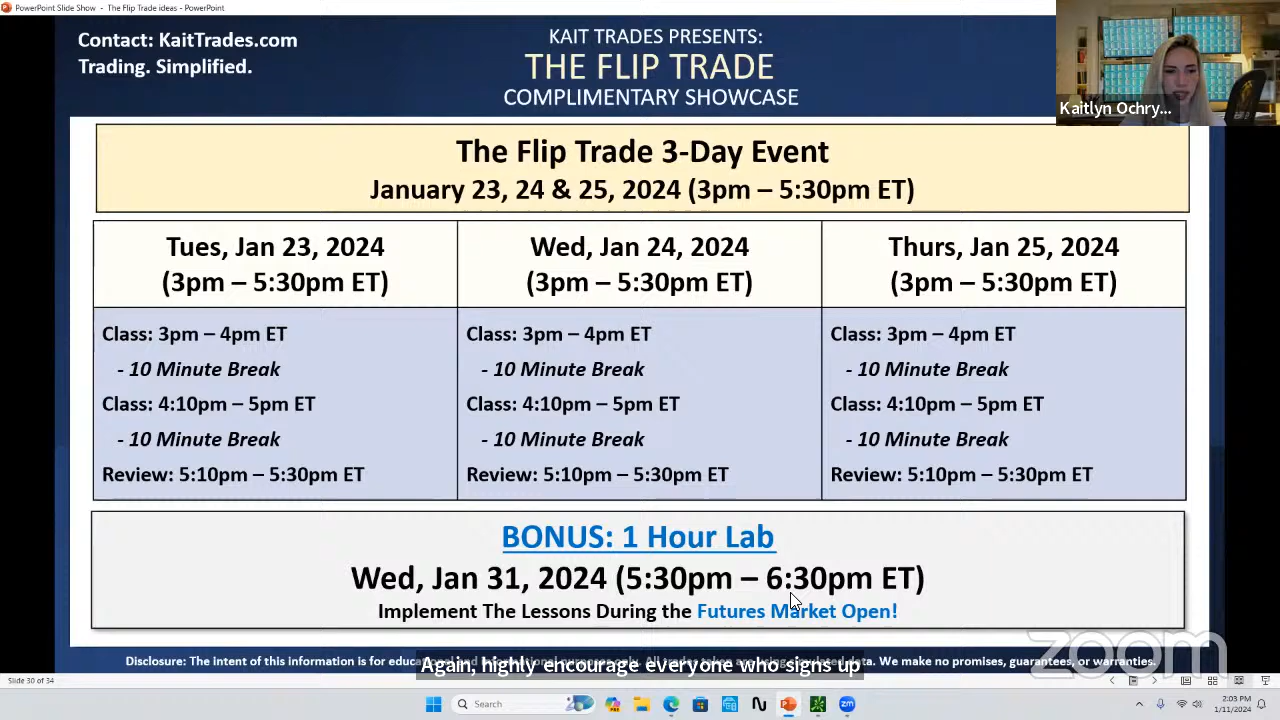 PowerPoint Slide Show - The Flip Trade ideas - PowerPoint
Contact: KaitTrades.com
Trading. Simplified.
KAIT TRADES PRESENTS:
THE FLIP TRADE
COMPLIMENTARY SHOWCASE
Kaitlyn Ochry...
The Flip Trade 3-Day Event
January 23, 24 & 25, 2024 (3pm – 5:30pm ET)
Tues, Jan 23, 2024
(3pm – 5:30pm ET)
Class: 3pm – 4pm ET
- 10 Minute Break
Class: 4:10pm – 5pm ET
- 10 Minute Break
Review: 5:10pm – 5:30pm ET
Wed, Jan 24, 2024
(3pm – 5:30pm ET)
Class: 3pm – 4pm ET
- 10 Minute Break
Class: 4:10pm – 5pm ET
- 10 Minute Break
Review: 5:10pm – 5:30pm ET
Thurs, Jan 25, 2024
(3pm – 5:30pm ET)
Class: 3pm – 4pm ET
- 10 Minute Break
Class: 4:10pm – 5pm ET
- 10 Minute Break
Review: 5:10pm – 5:30pm ET
BONUS: 1 Hour Lab
Wed, Jan 31, 2024 (5:30pm – 6:30pm ET)
Implement The Lessons During the Futures Market Open!
zoom
Disclosure: The intent of this information is for We make no promises, guarantees, or warranties.
Again, highly encourage everyone who signs up
Slide 30 of 34
Search
zm
2:03 PM
1/11/2024